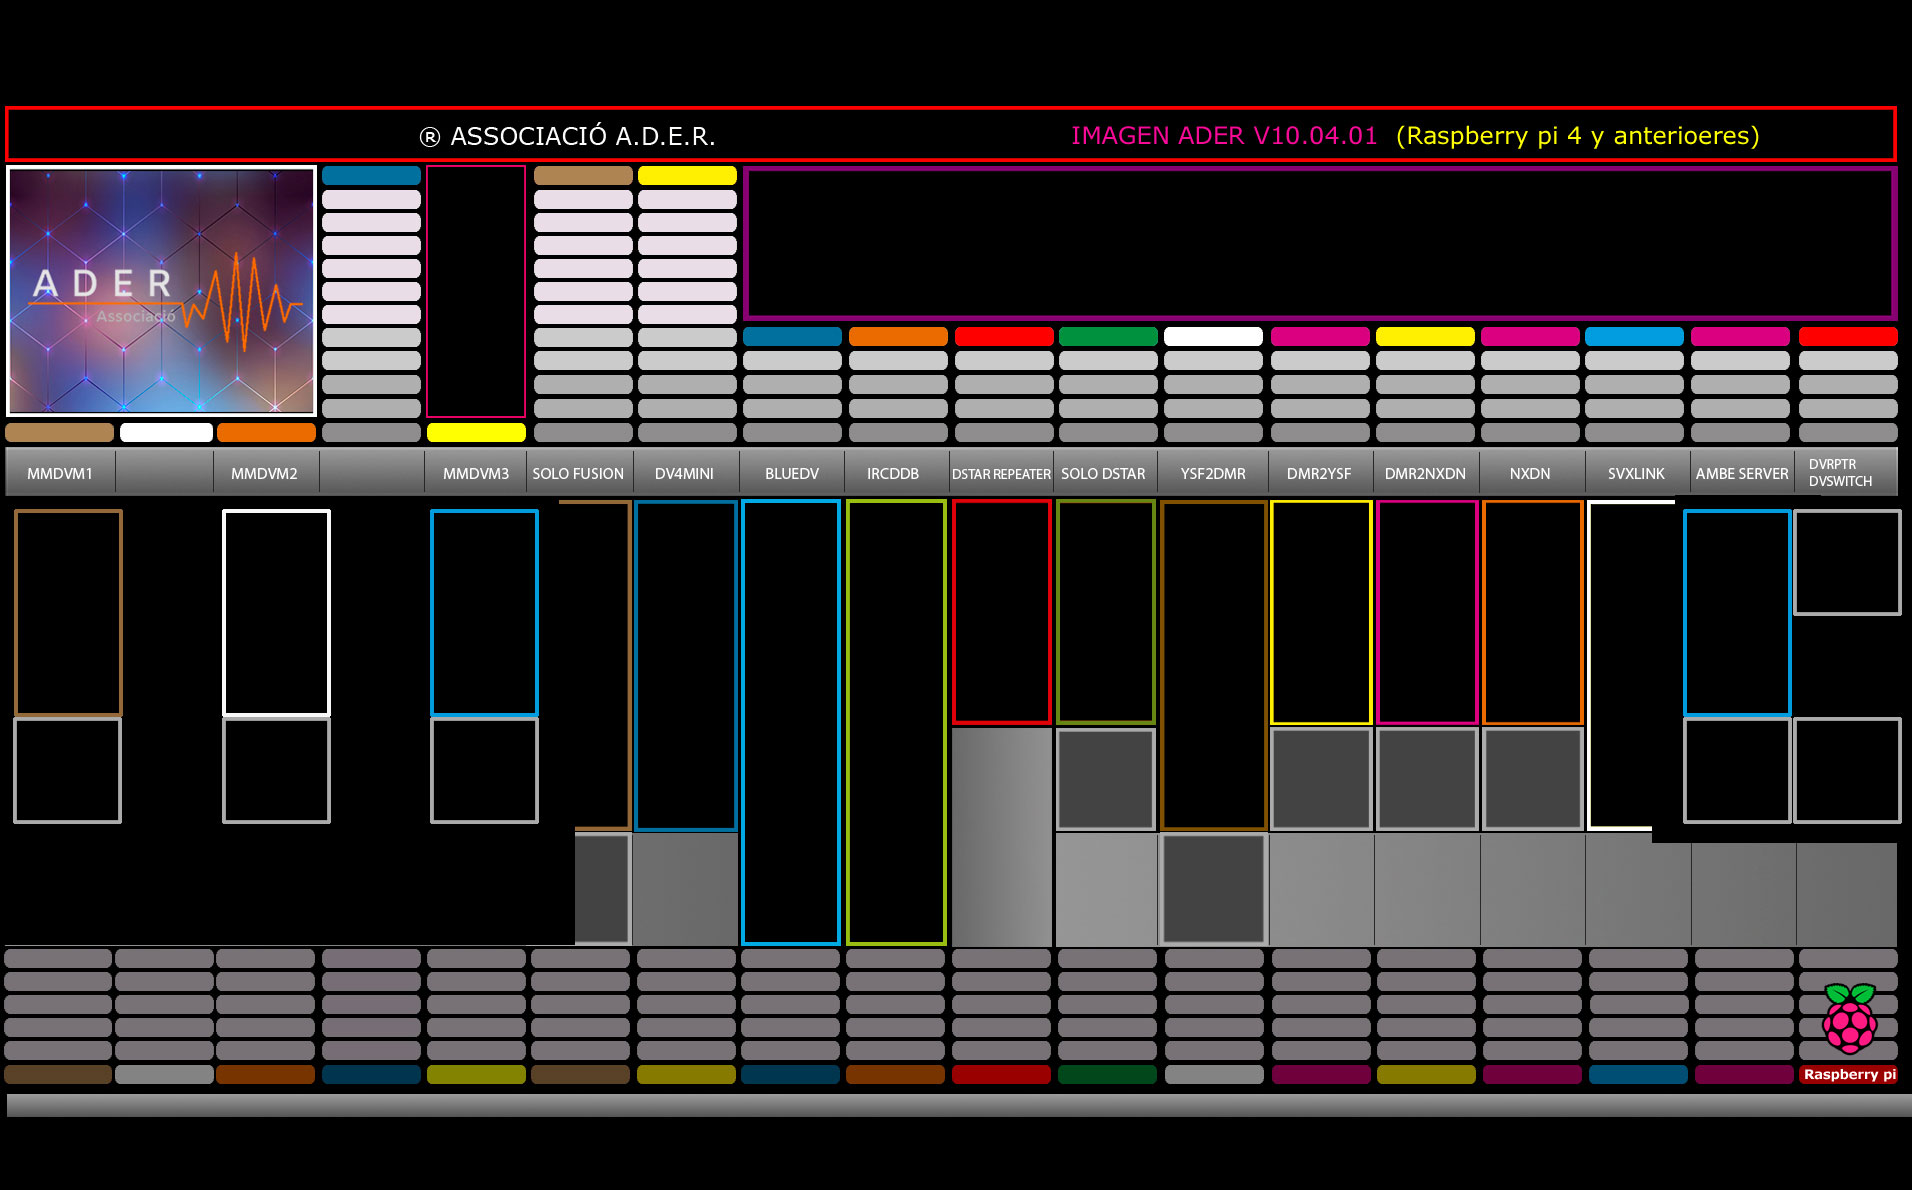 ® ASSOCIACIÓ A.D.E.R.
IMAGEN ADER V10.04.01 (Raspberry pi 4 y anterioeres)
ADER
Associació
MMDVM1
MMDVM2
MMDVM3
SOLO FUSION
DV4MINI
BLUEDV
IRCDDB
DSTAR REPEATER
SOLO DSTAR
YSF2DMR
DMR2YSF
DMR2NXDN
NXDN
SVXLINK
AMBE SERVER
DVRPTR
DVSWITCH
Raspberry pi